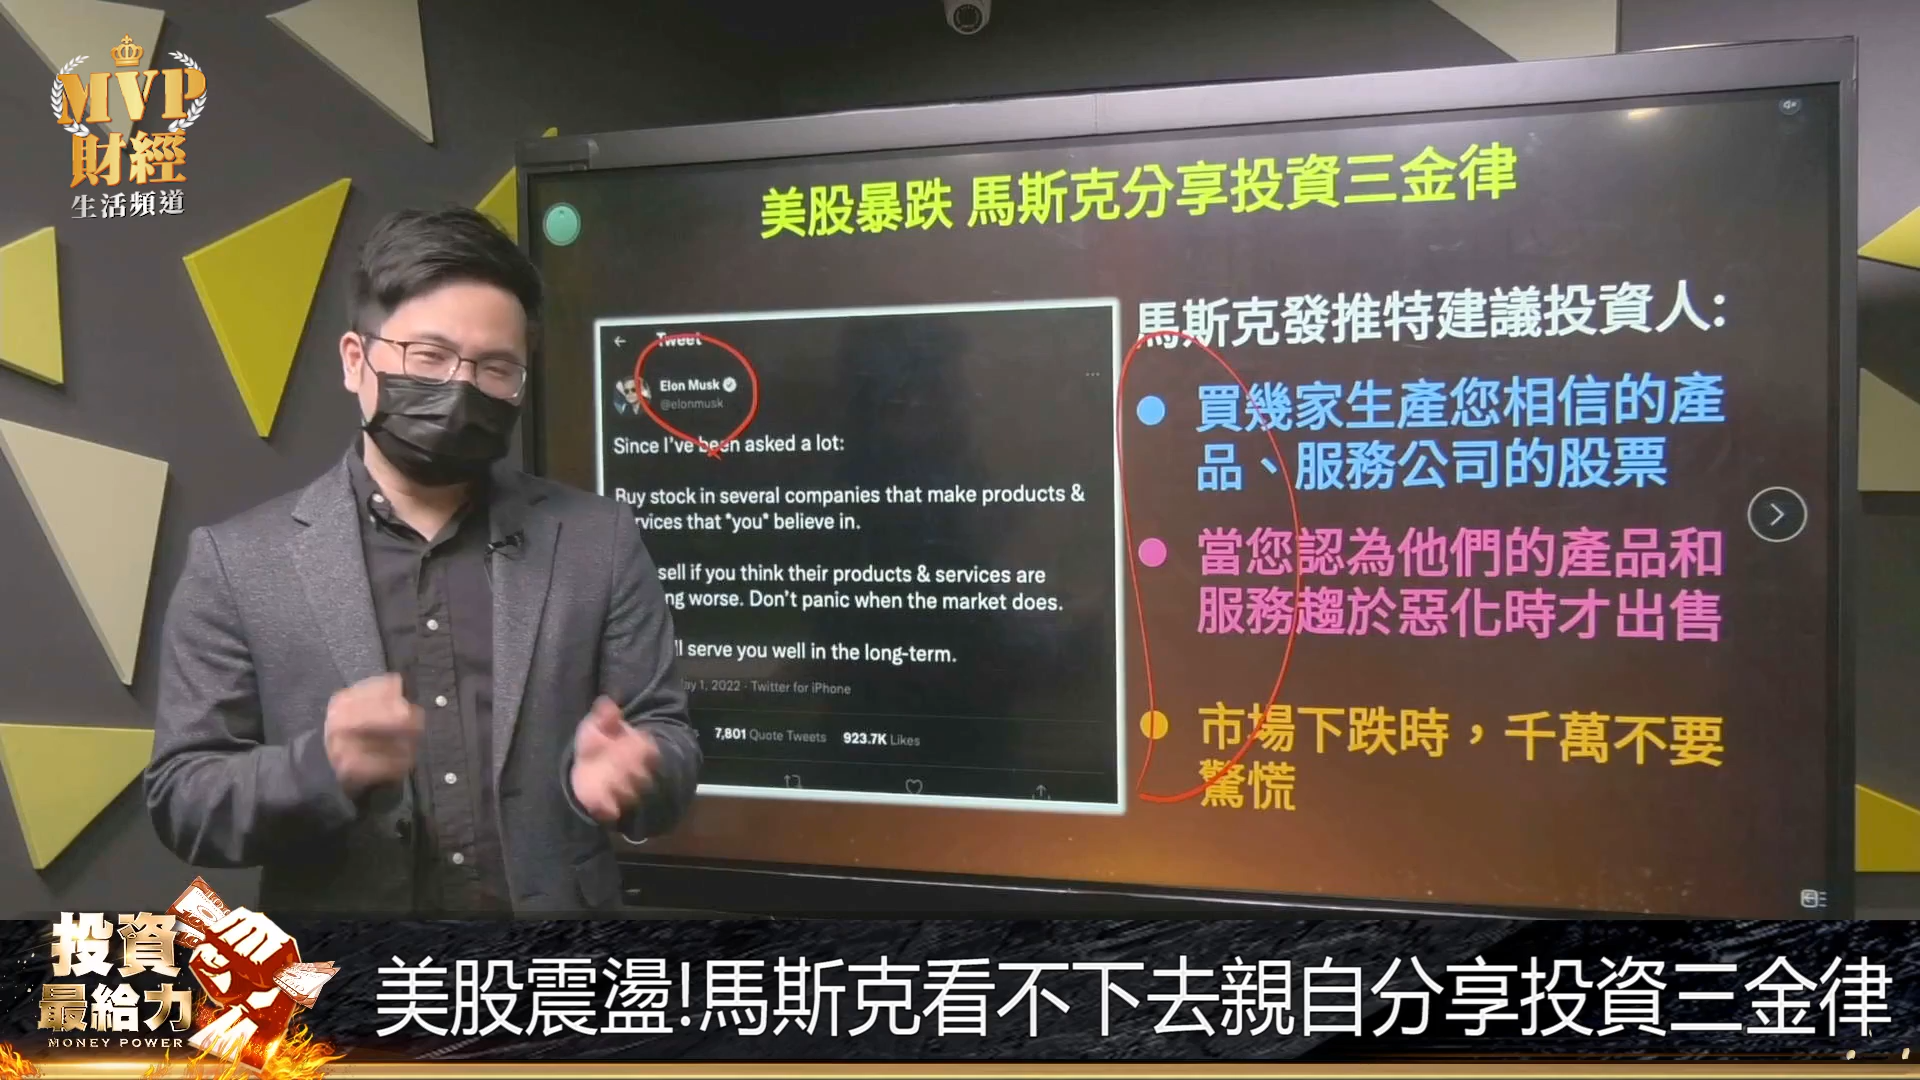 MVP
財經
生活頻道
美股暴跌 馬斯克分享投資三金律
Tweet
Elon Musk
@elonmusk
Since I've been asked a lot:
Buy stock in several companies that make products &
rvices that *you* believe in.
sell if you think their products & services are
ng worse. Don't panic when the market does.
ll serve you well in the long-term.
ay 1, 2022 · Twitter for iPhone
7,801 Quote Tweets 923.7K Likes
馬斯克發推特建議投資人:
買幾家生產您相信的產
品、服務公司的股票
當您認為他們的產品和
服務趨於惡化時才出售
市場下跌時，千萬不要
驚慌
投資
最給力
MONEY POWER
美股震盪!馬斯克看不下去親自分享投資三金律